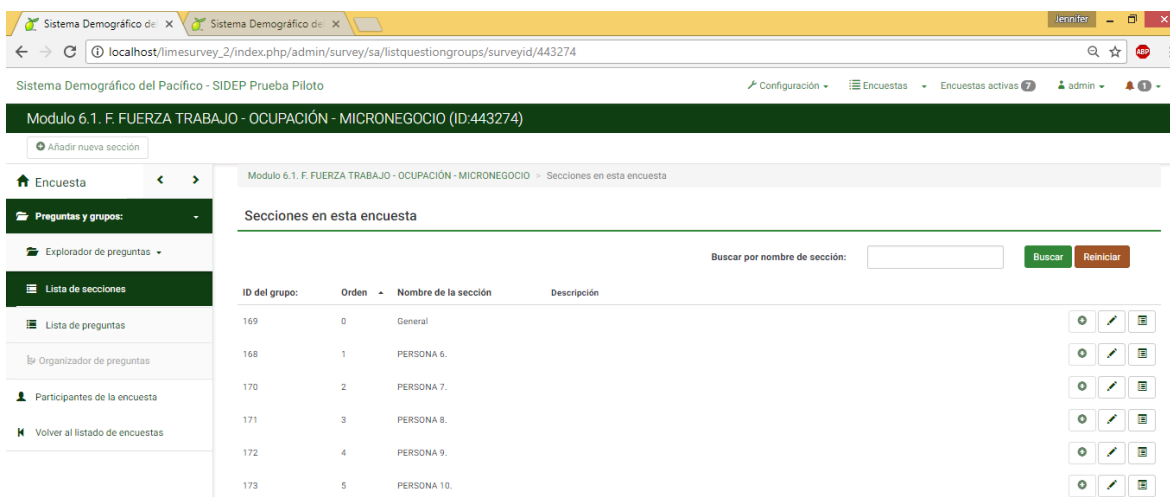 Sistema Demográfico de
Sistema Demográfico del
Jennifer
localhost/limesurvey_2/index.php/admin/survey/sa/listquestiongroups/surveyid/443274
ABP
Sistema Demográfico del Pacífico - SIDEP Prueba Piloto
Configuración
Encuestas
Encuestas activas 7
admin
1
Modulo 6.1. F. FUERZA TRABAJO - OCUPACIÓN - MICRONEGOCIO (ID:443274)
Añadir nueva sección
Encuesta
Modulo 6.1. F. FUERZA TRABAJO - OCUPACIÓN - MICRONEGOCIO > Secciones en esta encuesta
Preguntas y grupos:
Explorador de preguntas
Lista de secciones
Lista de preguntas
Organizador de preguntas
Participantes de la encuesta
Volver al listado de encuestas
Secciones en esta encuesta
Buscar por nombre de sección:
Buscar
Reiniciar
ID del grupo: Orden Nombre de la sección Descripción
169 0 General
168 1 PERSONA 6.
170 2 PERSONA 7.
171 3 PERSONA 8.
172 4 PERSONA 9.
173 5 PERSONA 10.